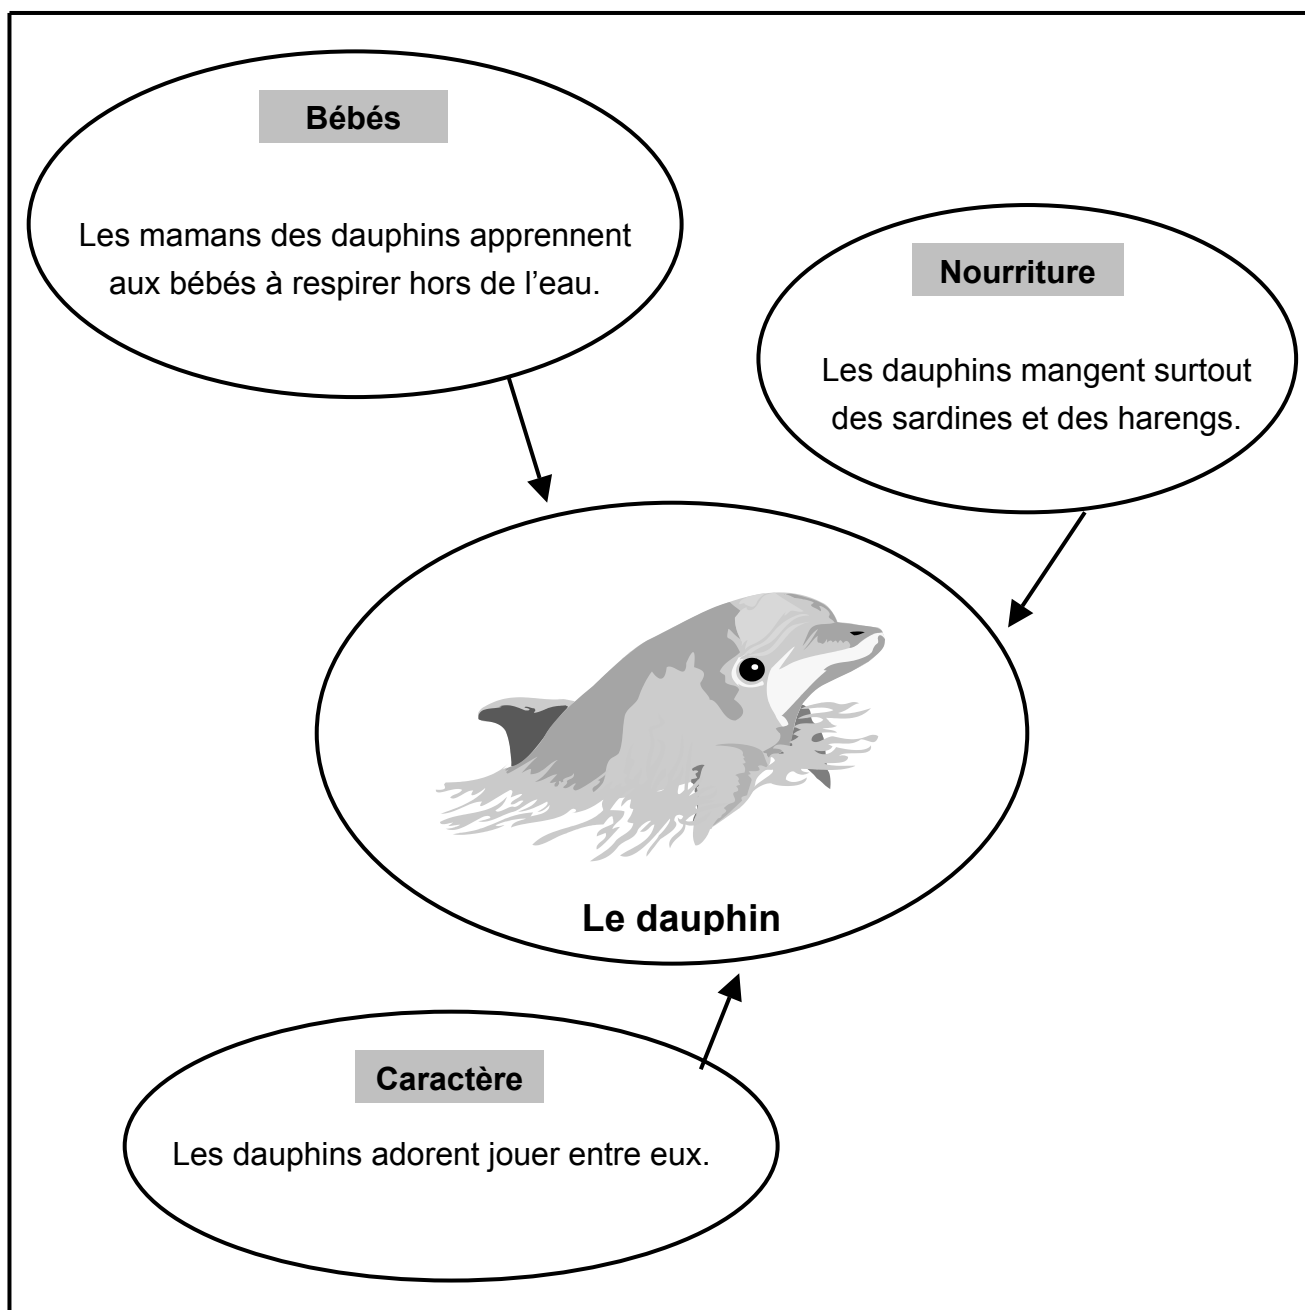 Bébés
Les mamans des dauphins apprennent
aux bébés à respirer hors de l’eau.
Nourriture
Les dauphins mangent surtout
des sardines et des harengs.
Le dauphin
Caractère
Les dauphins adorent jouer entre eux.